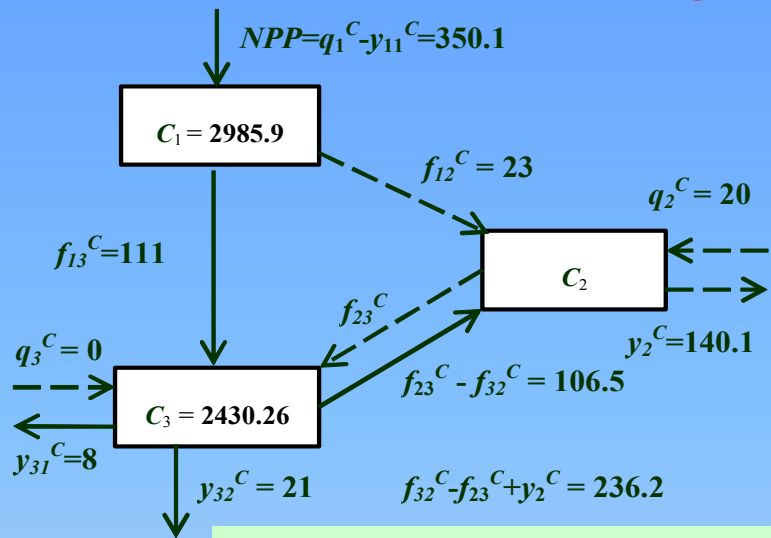 NPP=q₁ᶜ-y₁₁ᶜ=350.1
C₁ = 2985.9
f₁₂ᶜ = 23
q₂ᶜ = 20
f₁₃ᶜ=111
C₂
f₂₃ᶜ
q₃ᶜ = 0
y₂ᶜ=140.1
f₂₃ᶜ - f₃₂ᶜ = 106.5
C₃ = 2430.26
y₃₁ᶜ=8
y₃₂ᶜ = 21
f₃₂ᶜ-f₂₃ᶜ+y₂ᶜ = 236.2